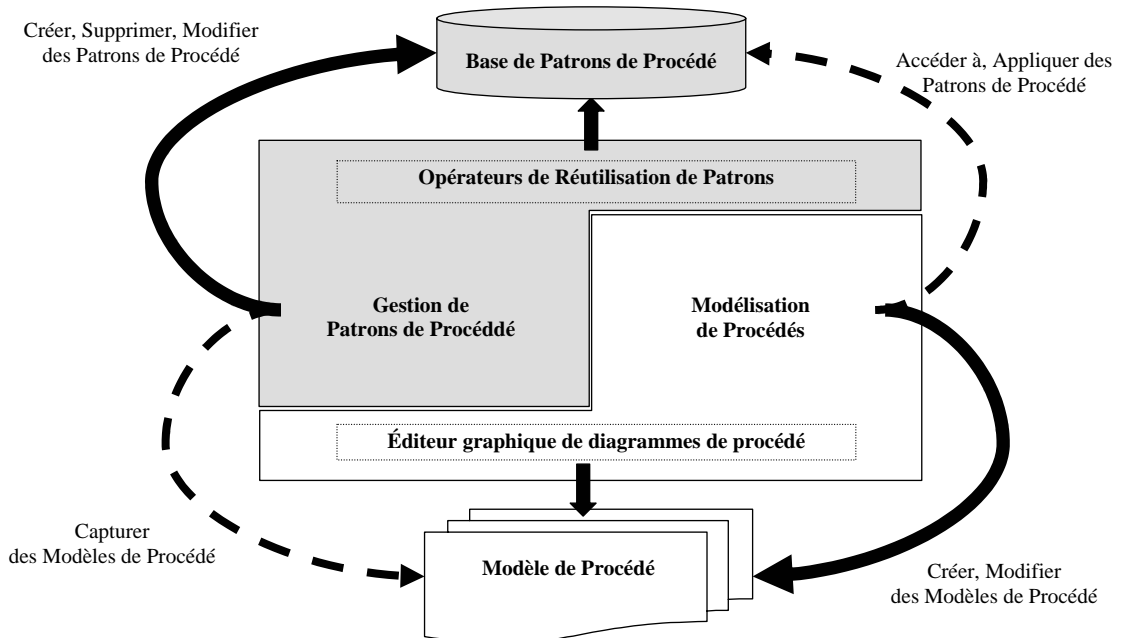 Créer, Supprimer, Modifier
des Patrons de Procédé
Base de Patrons de Procédé
Accéder à, Appliquer des
Patrons de Procédé
Opérateurs de Réutilisation de Patrons
Gestion de
Patrons de Procéddé
Modélisation
de Procédés
Éditeur graphique de diagrammes de procédé
Capturer
des Modèles de Procédé
Modèle de Procédé
Créer, Modifier
des Modèles de Procédé